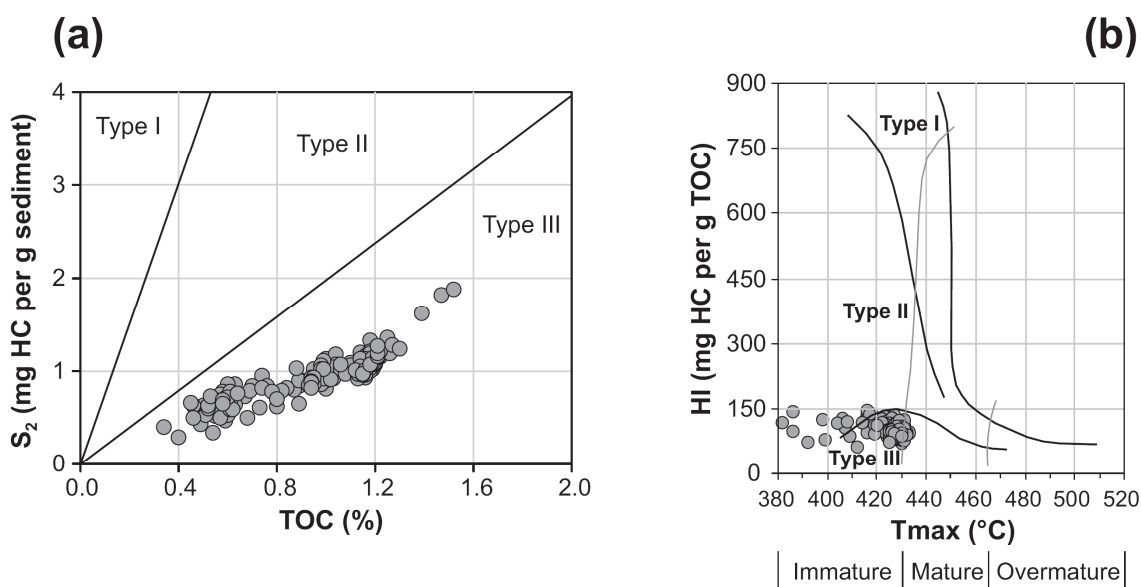 (a)
S₂ (mg HC per g sediment)
4
3
2
1
0
Type I
Type II
Type III
0.0 0.4 0.8 1.2 1.6 2.0
TOC (%)
(b)
HI (mg HC per g TOC)
900
750
600
450
300
150
0
Type I
Type II
Type III
380 400 420 440 460 480 500 520
Tmax (°C)
Immature Mature Overmature